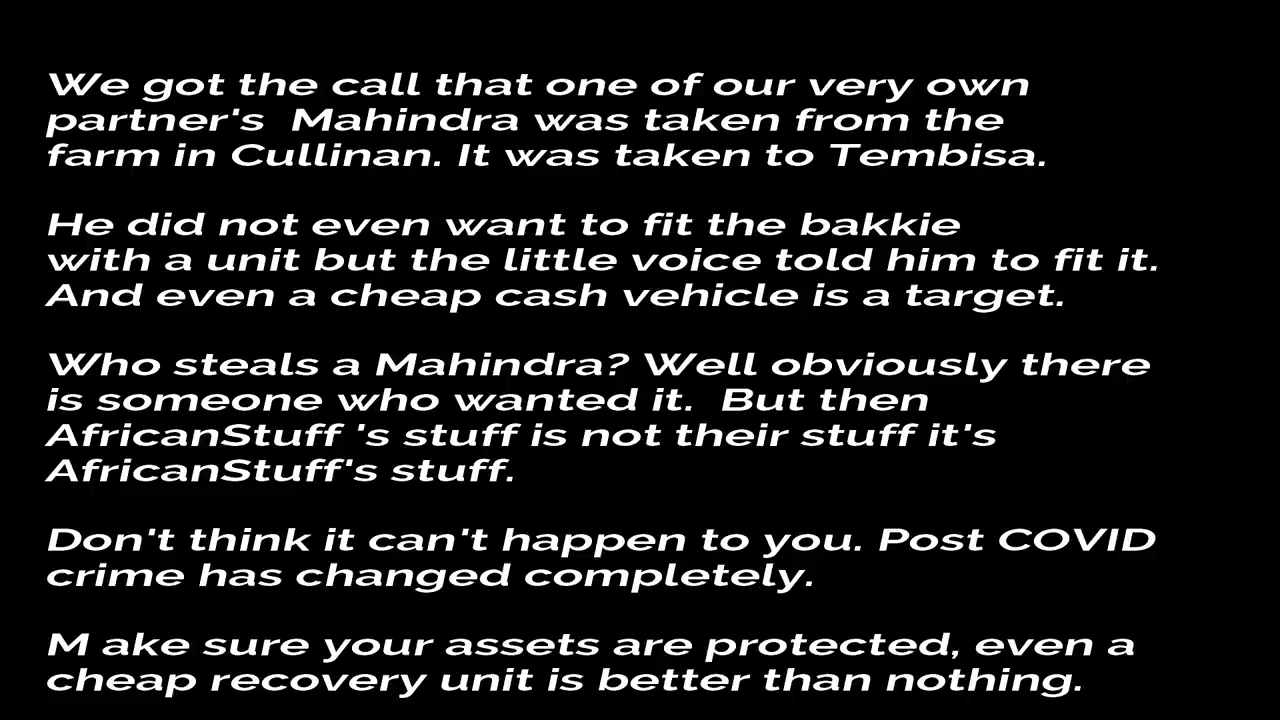 We got the call that one of our very own
partner's  Mahindra was taken from the
farm in Cullinan. It was taken to Tembisa.
He did not even want to fit the bakkie
with a unit but the little voice told him to fit it.
And even a cheap cash vehicle is a target.
Who steals a Mahindra? Well obviously there
is someone who wanted it.  But then
AfricanStuff 's stuff is not their stuff it's
AfricanStuff's stuff.
Don't think it can't happen to you. Post COVID
crime has changed completely.
M ake sure your assets are protected, even a
cheap recovery unit is better than nothing.